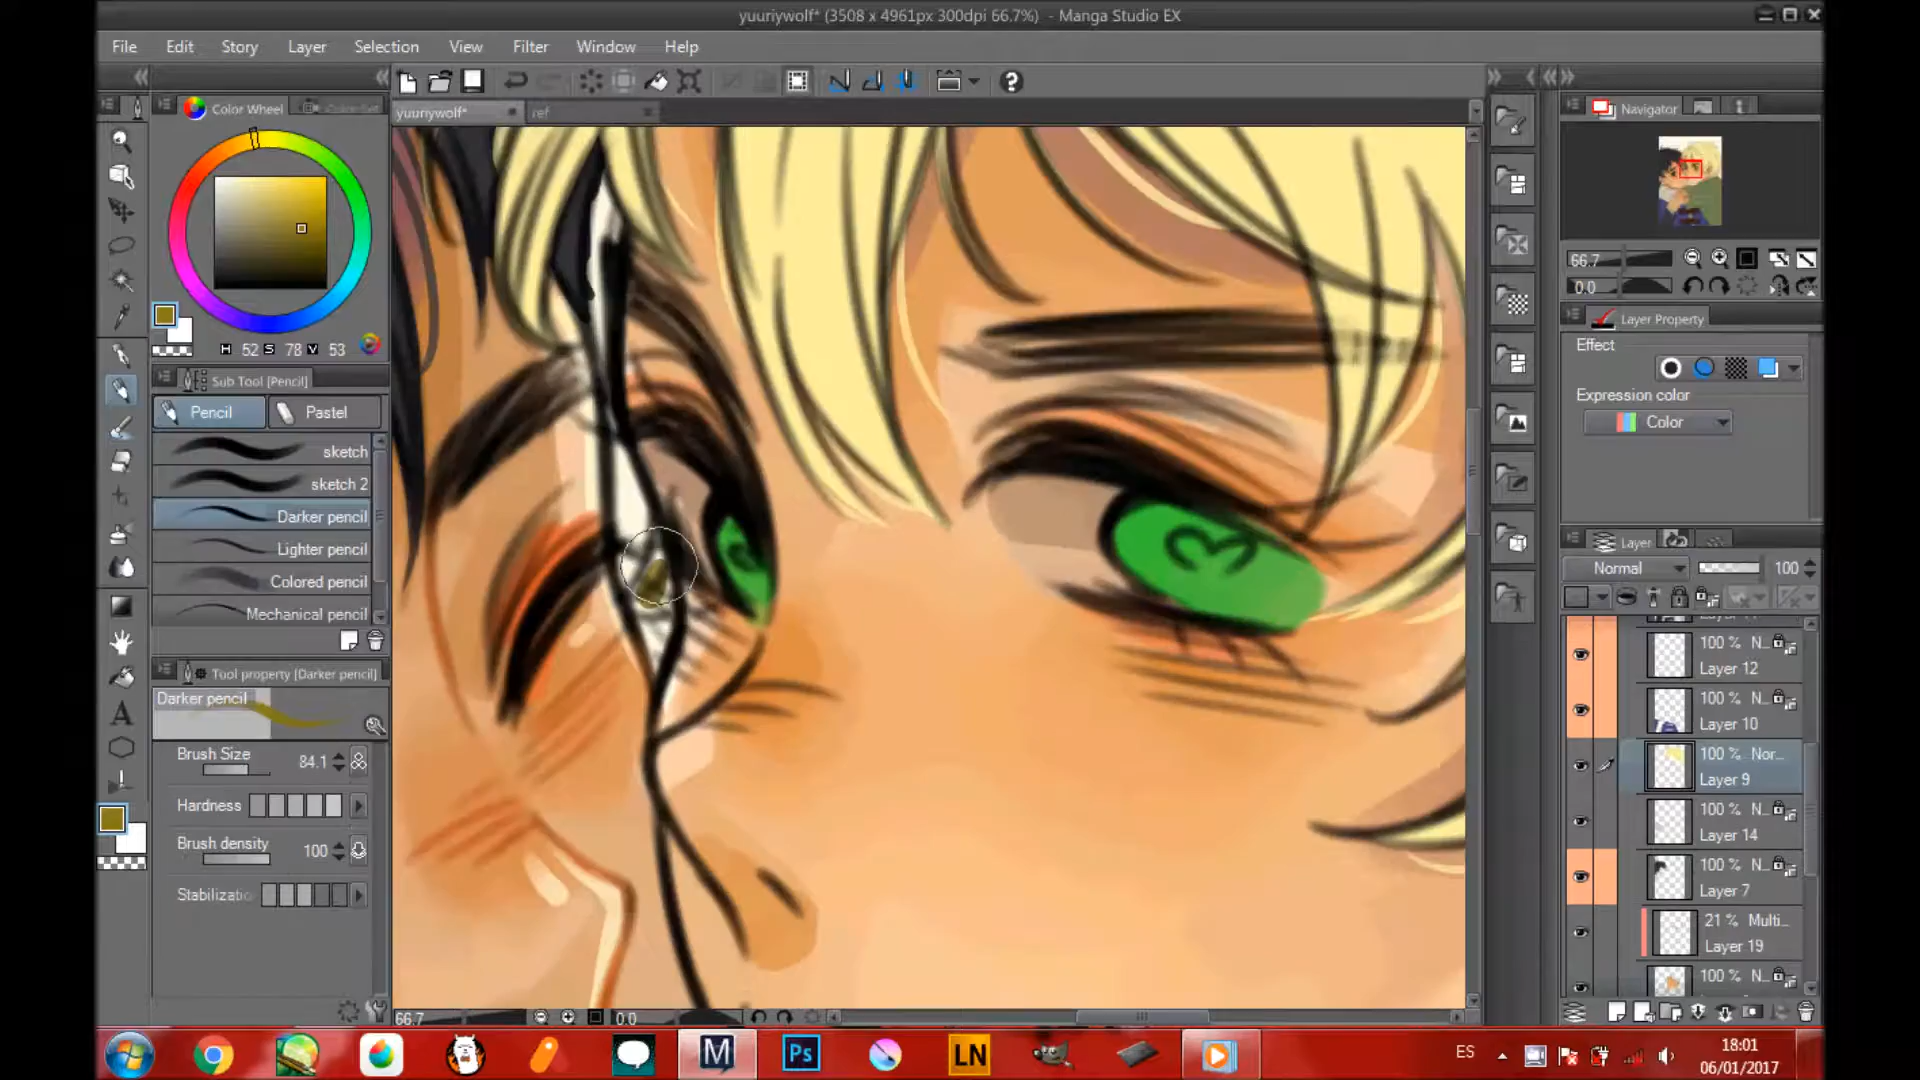 yuuriywolf* (3508 x 4961px 300dpi 66.7%) - Manga Studio EX
File Edit Story Layer Selection View Filter Window Help
Color Wheel
yuuriywolf*
ref
Navigator
66.7
0.0
Layer Property
Effect
Expression color
Color
H 52 S 78 V 53
Sub Tool [Pencil]
Pencil
Pastel
sketch
sketch 2
Darker pencil
Lighter pencil
Colored pencil
Mechanical pencil
Tool property [Darker pencil]
Darker pencil
Brush Size 84.1
Hardness
Brush density 100
Stabilizatio
Layer
Normal 100
100 % N...
Layer 12
100 % N...
Layer 10
100 % Nor...
Layer 9
100 % N...
Layer 14
100 % N...
Layer 7
21 % Multi...
Layer 19
100 % N...
66.7
0.0
M
Ps
LN
ES
18:01
06/01/2017